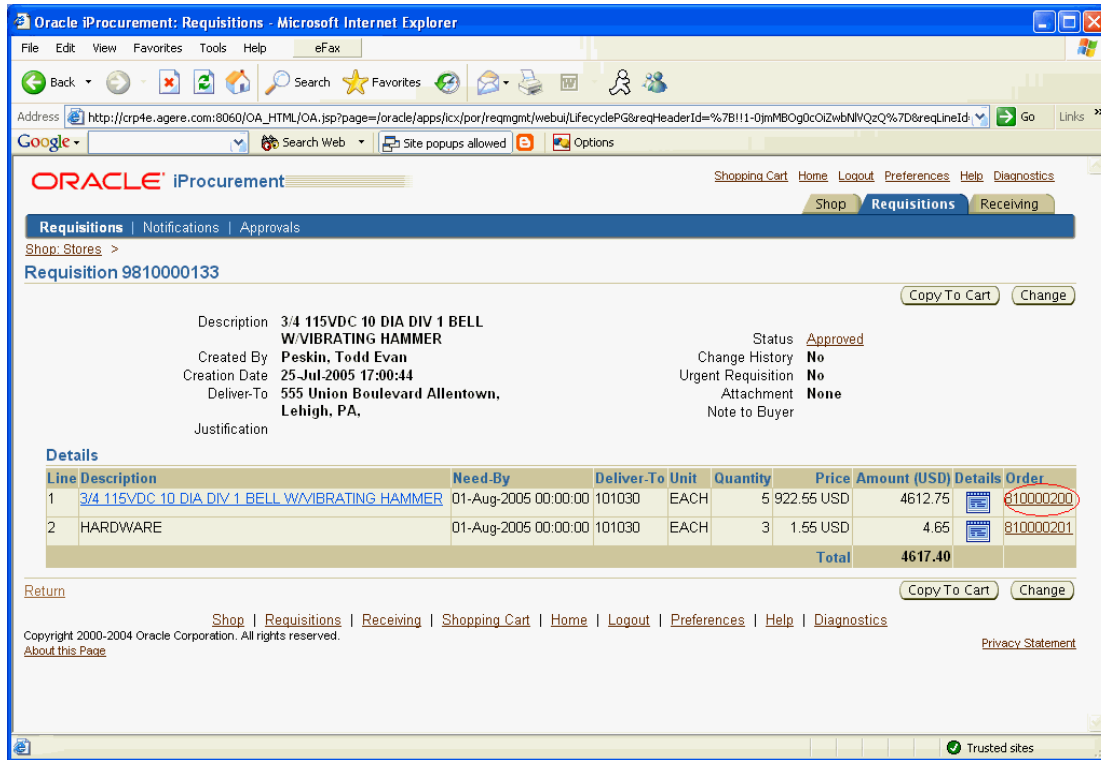 Oracle iProcurement: Requisitions - Microsoft Internet Explorer
File Edit View Favorites Tools Help eFax
Back Search Favorites
Address http://crp4e.agere.com:8060/OA_HTML/OA.jsp?page=/oracle/apps/icx/por/reqmgmt/webui/LifecyclePG&reqHeaderId= Go Links »
Google Search Web Site popups allowed Options
ORACLE iProcurement
Shopping Cart Home Logout Preferences Help Diagnostics
Shop Requisitions Receiving
Requisitions | Notifications | Approvals
Shop: Stores >
Requisition 9810000133
Copy To Cart Change
Description 3/4 115VDC 10 DIA DIV 1 BELL
W/VIBRATING HAMMER
Created By Peskin, Todd Evan
Creation Date 25-Jul-2005 17:00:44
Deliver-To 555 Union Boulevard Allentown,
Lehigh, PA,
Justification
Status Approved
Change History No
Urgent Requisition No
Attachment None
Note to Buyer
Details
Line Description Need-By Deliver-To Unit Quantity Price Amount (USD) Details Order
1 3/4 115VDC 10 DIA DIV 1 BELL W/VIBRATING HAMMER 01-Aug-2005 00:00:00 101030 EACH 5 922.55 USD 4612.75 810000200
2 HARDWARE 01-Aug-2005 00:00:00 101030 EACH 3 1.55 USD 4.65 810000201
Total 4617.40
Return
Copy To Cart Change
Shop | Requisitions | Receiving | Shopping Cart | Home | Logout | Preferences | Help | Diagnostics
Copyright 2000-2004 Oracle Corporation. All rights reserved.
About this Page
Privacy Statement
Trusted sites